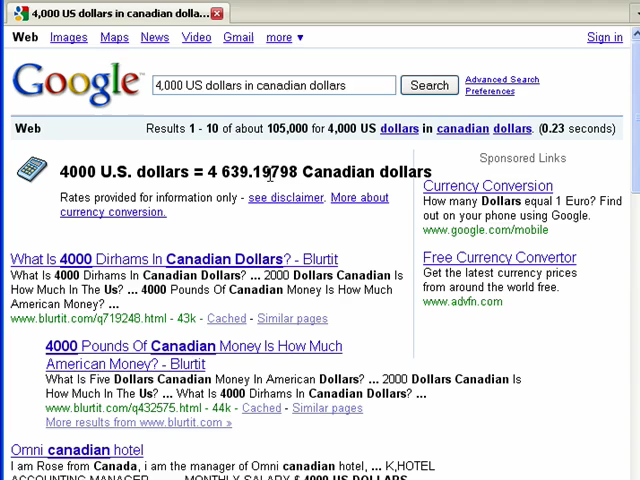 4,000 US dollars in canadian dolla...
Web Images Maps News Video Gmail more ▼ Sign in
Google™ 4,000 US dollars in canadian dollars Search Advanced Search
Preferences
Web Results 1 - 10 of about 105,000 for 4,000 US dollars in canadian dollars. (0.23 seconds)
4000 U.S. dollars = 4 639.19798 Canadian dollars
Rates provided for information only - see disclaimer. More about
currency conversion.
Sponsored Links
Currency Conversion
How many Dollars equal 1 Euro? Find
out on your phone using Google.
www.google.com/mobile
Free Currency Convertor
Get the latest currency prices
from around the world free.
www.advfn.com
What Is 4000 Dirhams In Canadian Dollars? - Blurtit
What Is 4000 Dirhams In Canadian Dollars? ... 2000 Dollars Canadian Is
How Much In The Us? ... 4000 Pounds Of Canadian Money Is How Much
American Money? ...
www.blurtit.com/q719248.html - 43k - Cached - Similar pages
4000 Pounds Of Canadian Money Is How Much
American Money? - Blurtit
What Is Five Dollars Canadian Money In American Dollars? ... 2000 Dollars Canadian Is
How Much In The Us? ... What Is 4000 Dirhams In Canadian Dollars? ...
www.blurtit.com/q432575.html - 44k - Cached - Similar pages
More results from www.blurtit.com »
Omni canadian hotel
I am Rose from Canada, i am the manager of Omni canadian hotel, ... K,HOTEL
ACCOUNTING MANAGER ........ MONTHLY SALARY $ 4000 US DOLLARS